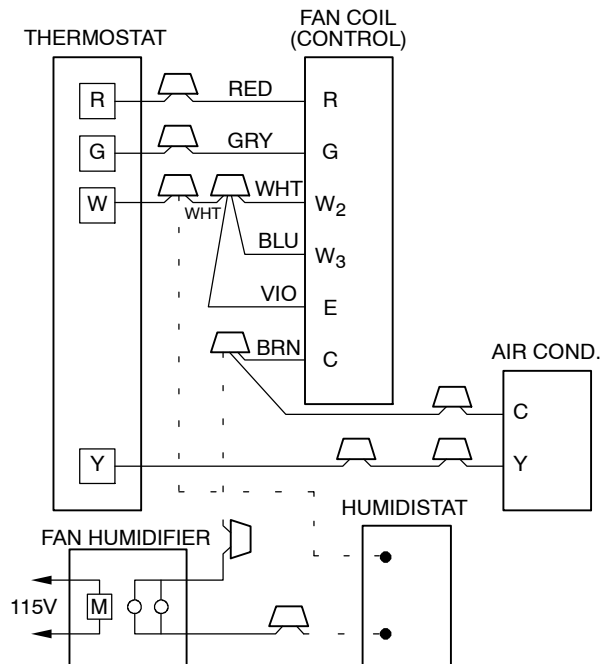 FAN COIL
(CONTROL)
THERMOSTAT
R
RED
R
G
GRY
G
W
WHT
WHT
W2
BLU
W3
VIO
E
BRN
C
AIR COND.
C
Y
Y
HUMIDISTAT
FAN HUMIDIFIER
115V
M